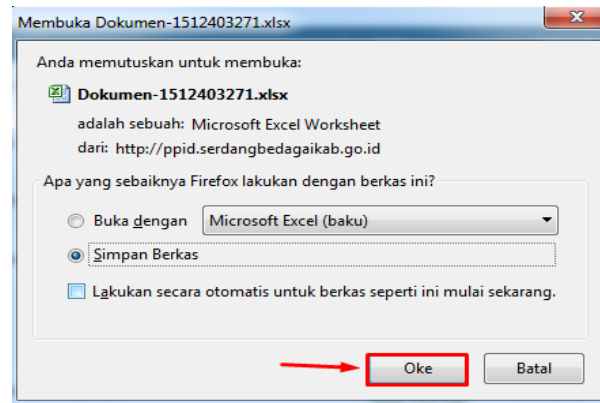 Membuka Dokumen-1512403271.xlsx
Anda memutuskan untuk membuka:
Dokumen-1512403271.xlsx
adalah sebuah: Microsoft Excel Worksheet
dari: http://ppid.serdangbedagaikab.go.id
Apa yang sebaiknya Firefox lakukan dengan berkas ini?
Buka dengan Microsoft Excel (baku)
Simpan Berkas
Lakukan secara otomatis untuk berkas seperti ini mulai sekarang.
Oke Batal